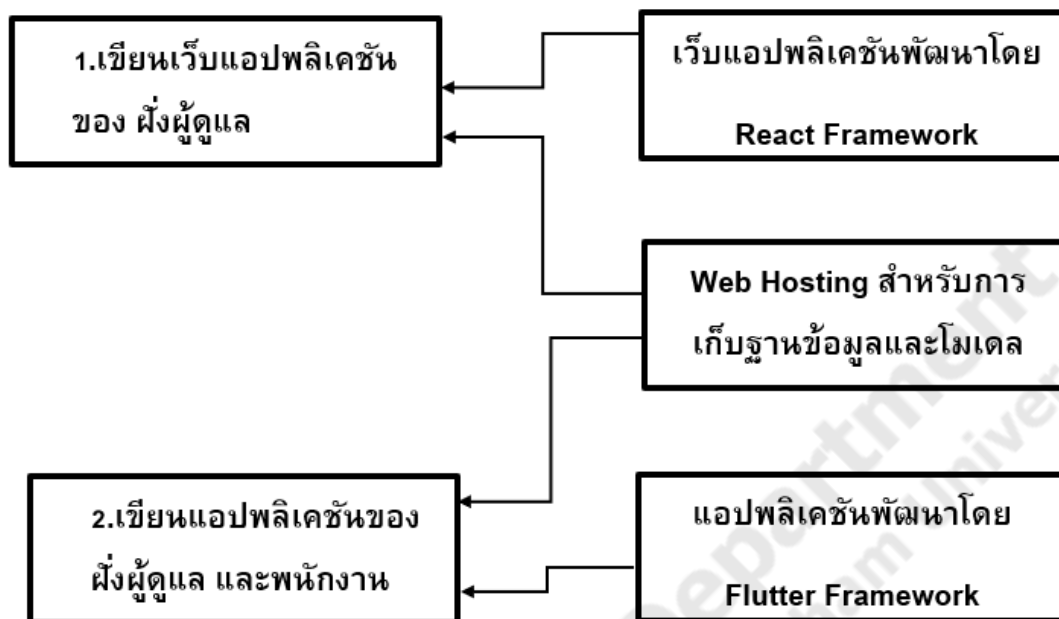 1.เขียนเว็บแอปพลิเคชัน
ของ ฝั่งผู้ดูแล
เว็บแอปพลิเคชันพัฒนาโดย
React Framework
Web Hosting สำหรับการ
เก็บฐานข้อมูลและโมเดล
2.เขียนแอปพลิเคชันของ
ฝั่งผู้ดูแล และพนักงาน
แอปพลิเคชันพัฒนาโดย
Flutter Framework
Department